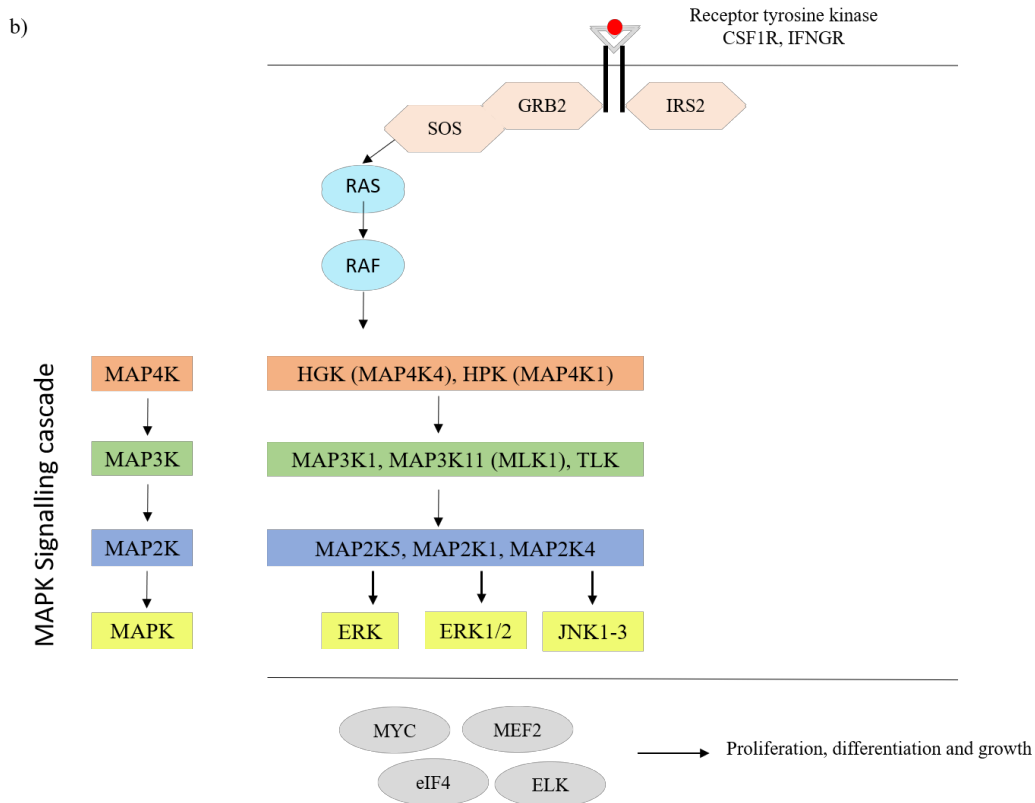 b)
Receptor tyrosine kinase
CSF1R, IFNGR
GRB2
IRS2
SOS
RAS
RAF
MAPK Signalling cascade
MAP4K
HGK (MAP4K4), HPK (MAP4K1)
MAP3K
MAP3K1, MAP3K11 (MLK1), TLK
MAP2K
MAP2K5, MAP2K1, MAP2K4
MAPK
ERK
ERK1/2
JNK1-3
MYC
MEF2
Proliferation, differentiation and growth
eIF4
ELK